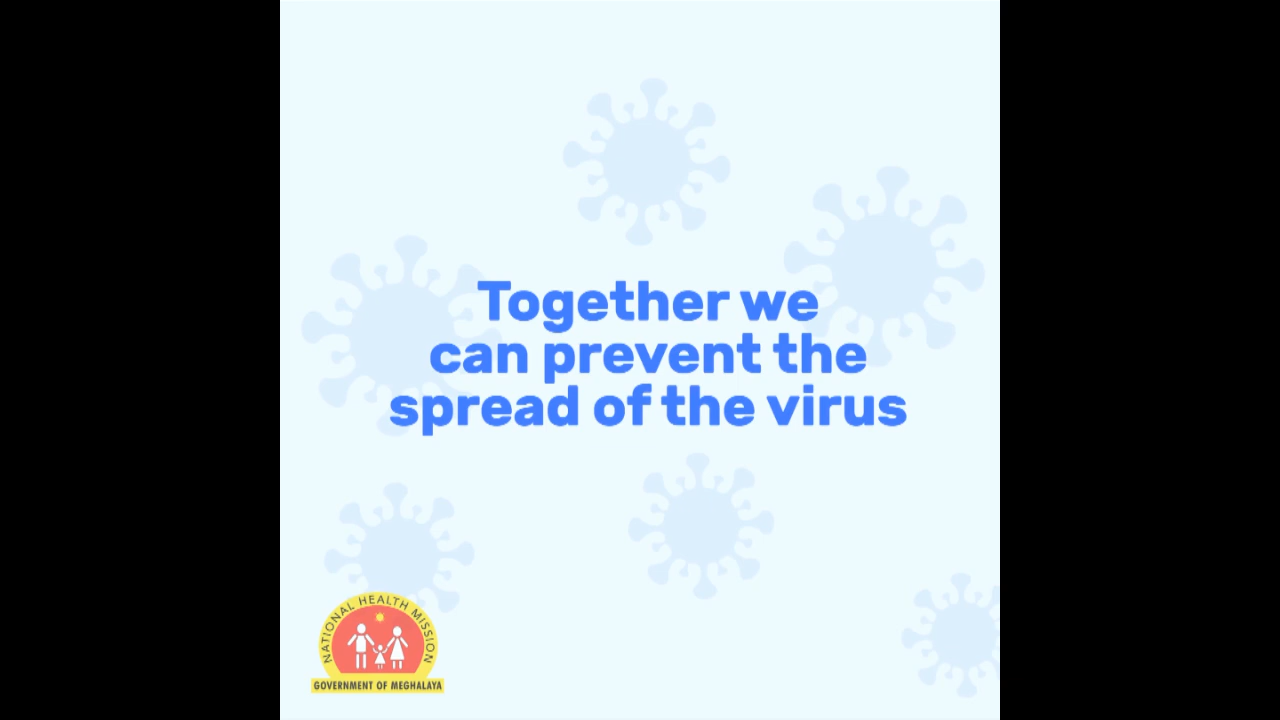 Together we
can prevent the
spread of the virus
NATIONAL HEALTH MISSION
GOVERNMENT OF MEGHALAYA